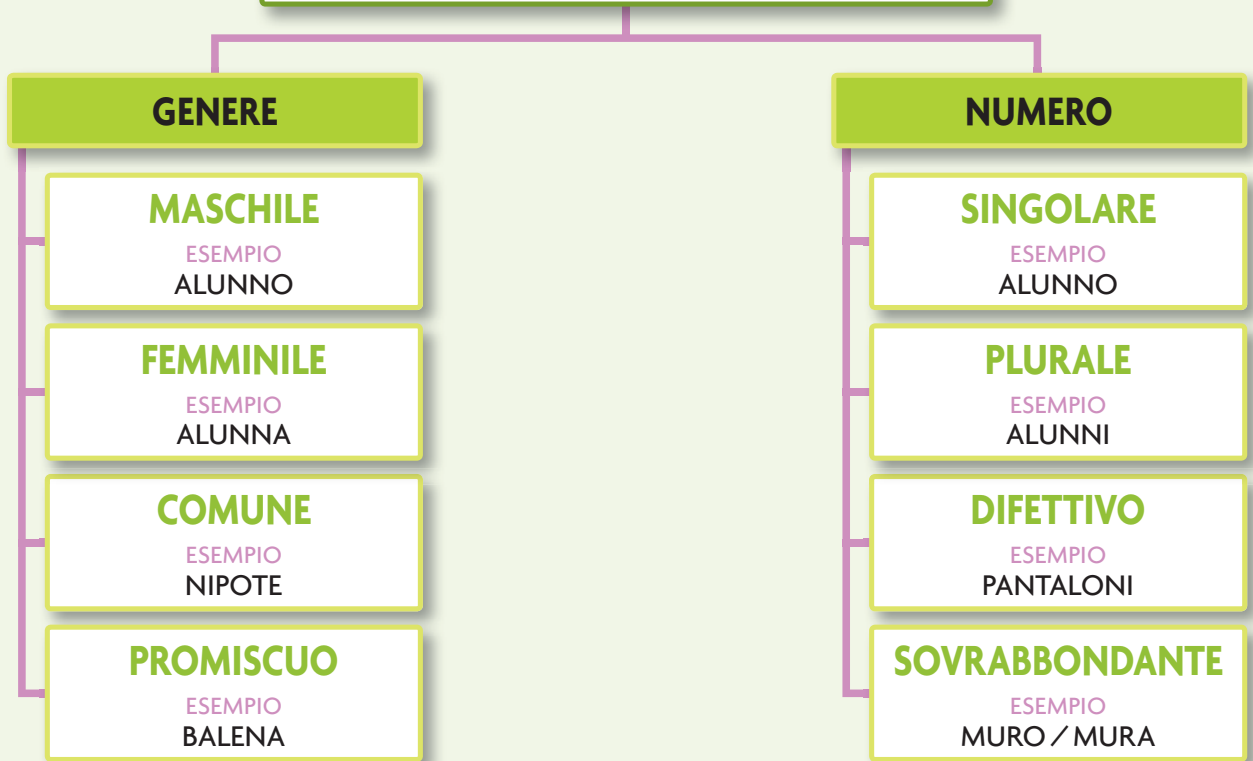 GENERE
MASCHILE
ESEMPIO
ALUNNO
FEMMINILE
ESEMPIO
ALUNNA
COMUNE
ESEMPIO
NIPOTE
PROMISCUO
ESEMPIO
BALENA
NUMERO
SINGOLARE
ESEMPIO
ALUNNO
PLURALE
ESEMPIO
ALUNNI
DIFETTIVO
ESEMPIO
PANTALONI
SOVRABBONDANTE
ESEMPIO
MURO / MURA